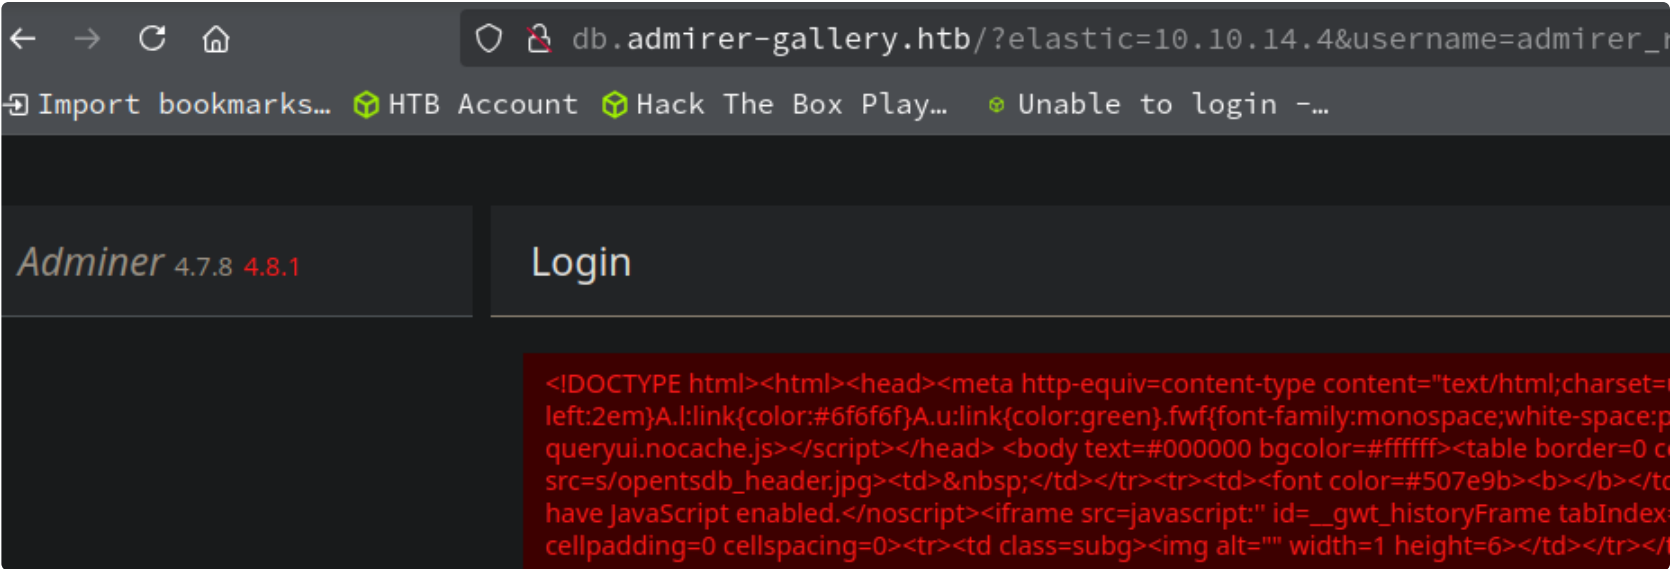 db.admirer-gallery.htb/?elastic=10.10.14.4&username=admirer_r
Import bookmarks… HTB Account Hack The Box Play… Unable to login -…
Adminer 4.7.8 4.8.1
Login
<!DOCTYPE html><html><head><meta http-equiv=content-type content="text/html;charset=u
left:2em}A.l:link{color:#6f6f6f}A.u:link{color:green}.fwf{font-family:monospace;white-space:p
queryui.nocache.js></script></head> <body text=#000000 bgcolor=#ffffff><table border=0 c
src=s/opentsdb_header.jpg><td>&nbsp;</td></tr><tr><td><font color=#507e9b><b></b></td
have JavaScript enabled.</noscript><iframe src=javascript:'' id=__gwt_historyFrame tabIndex=
cellpadding=0 cellspacing=0><tr><td class=subg><img alt="" width=1 height=6></td></tr></t